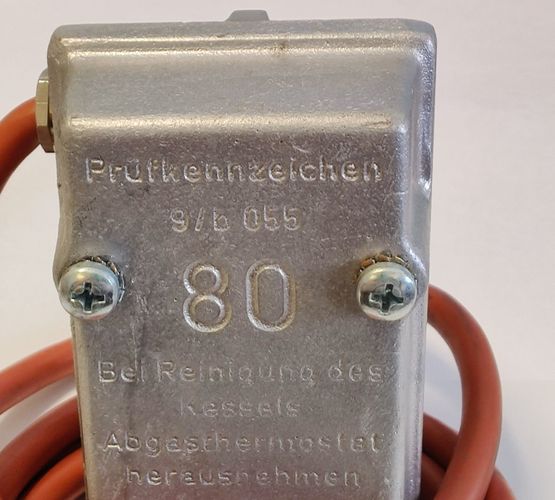 Prüfkennzeichen
9/b 055
80
Bei Reinigung des
Kessels
Abgasthermostat
herausnehmen